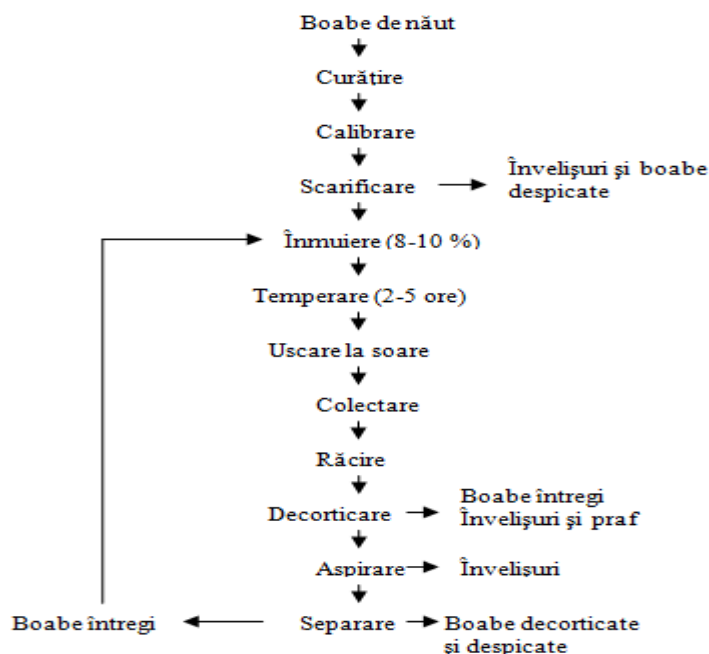 Boabe de năut
Curăţire
Calibrare
Scarificare
Învelişuri şi boabe
despicate
Înmuiere (8-10 %)
Temperare (2-5 ore)
Uscare la soare
Colectare
Răcire
Decorticare
Boabe întregi
Învelişuri şi praf
Aspirare
Învelişuri
Boabe întregi
Separare
Boabe decorticate
şi despicate